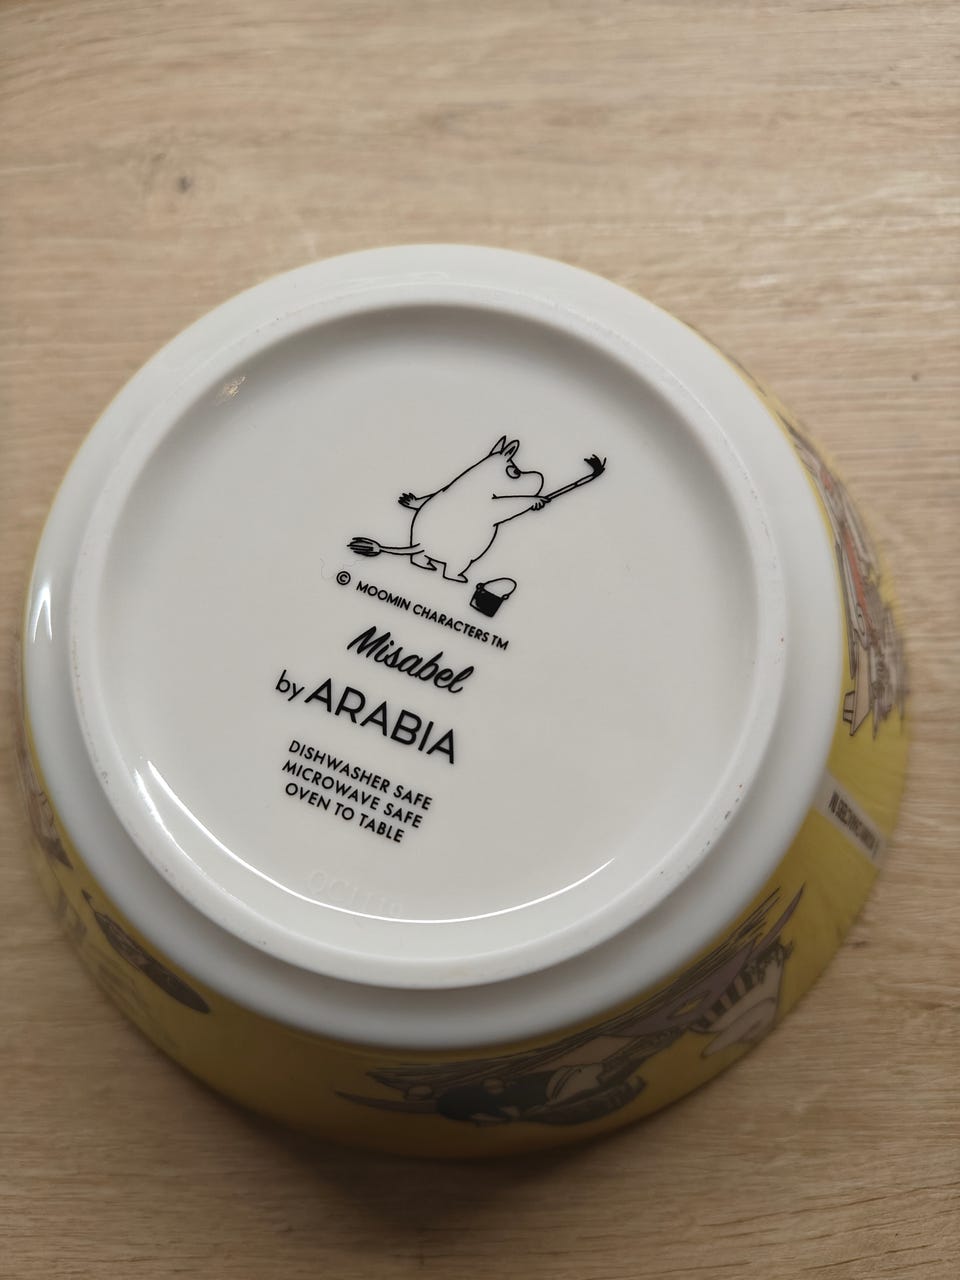 © MOOMIN CHARACTERS TM
Misabel
by ARABIA
DISHWASHER SAFE
MICROWAVE SAFE
OVEN TO TABLE